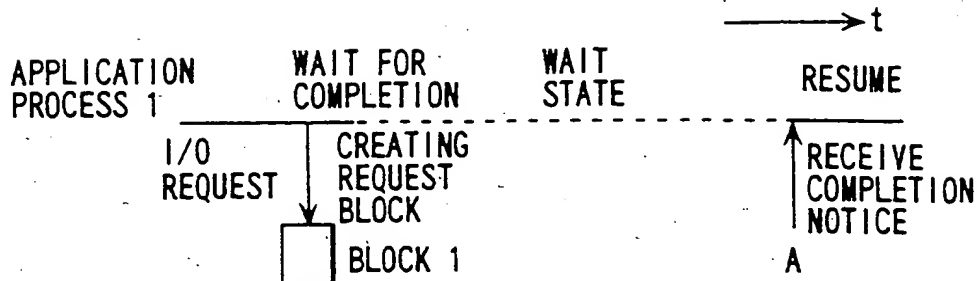 t
APPLICATION
PROCESS 1
WAIT FOR
COMPLETION
WAIT
STATE
RESUME
I/O
REQUEST
CREATING
REQUEST
BLOCK
RECEIVE
COMPLETION
NOTICE
BLOCK 1
A